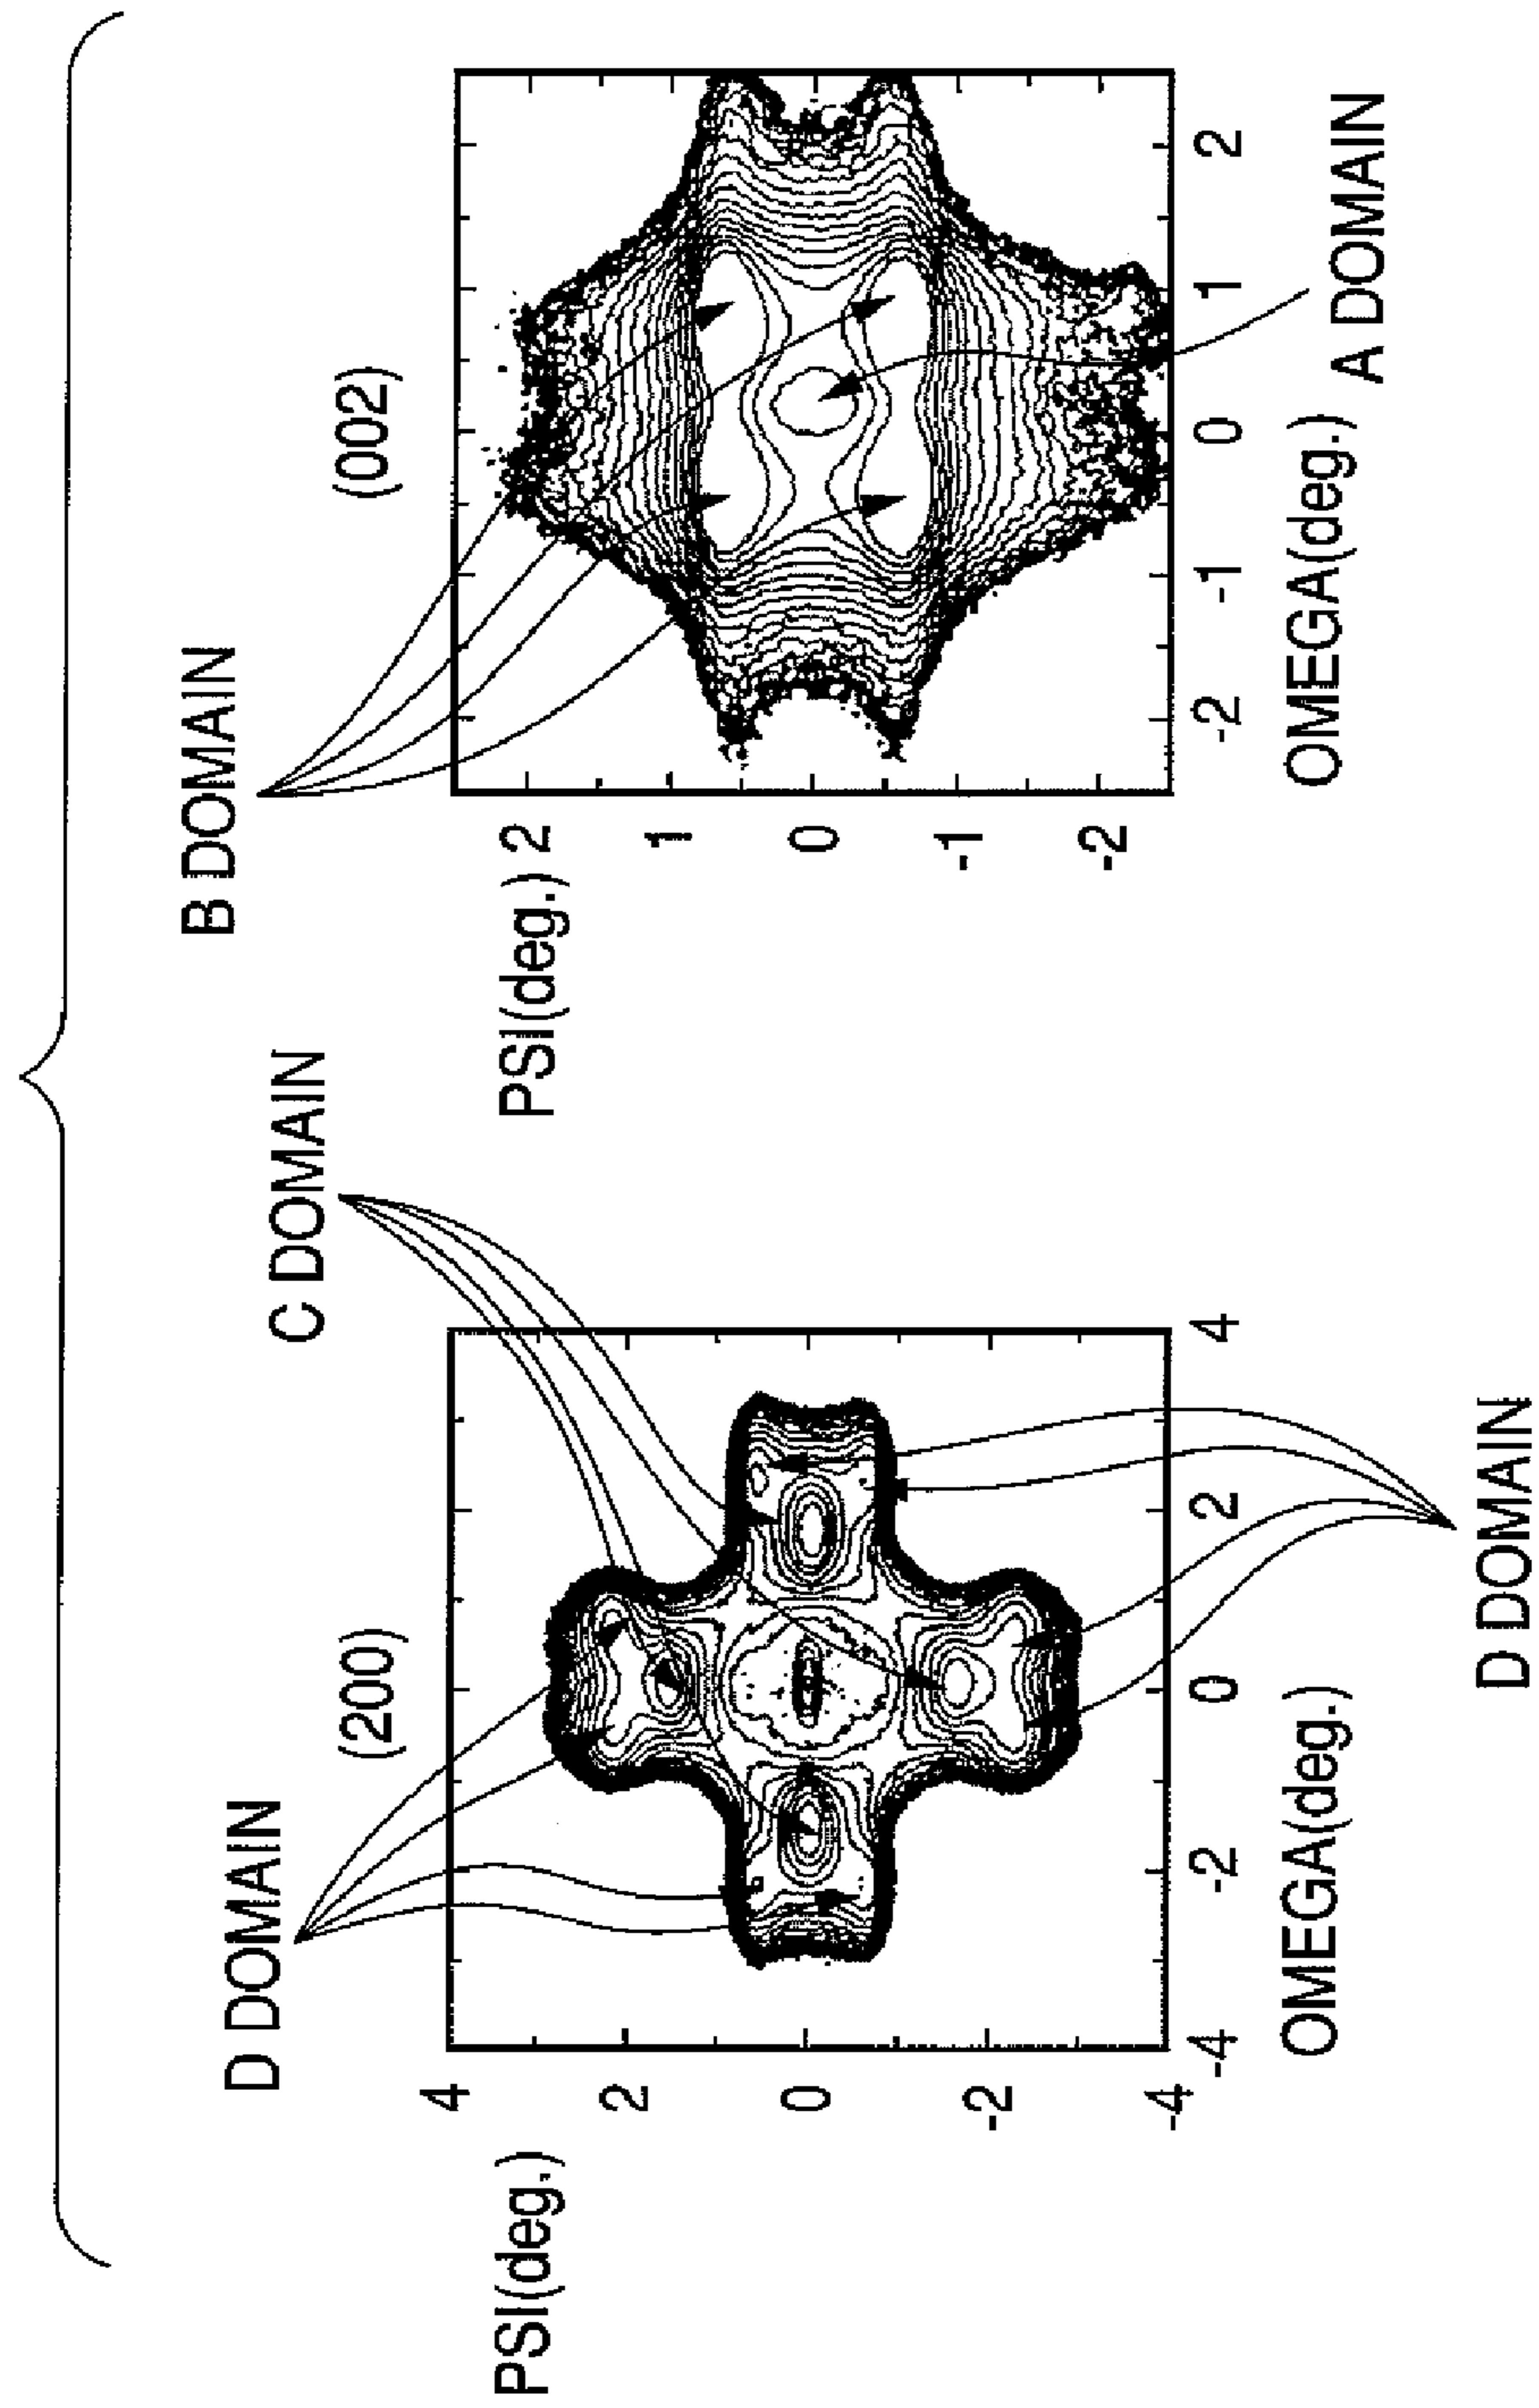 D DOMAIN
C DOMAIN
B DOMAIN
(200)
PSI(deg.)
4
2
0
-2
-4
-4
-2
0
2
4
OMEGA(deg.)
D DOMAIN
(002)
PSI(deg.)
2
1
0
-1
-2
-2
-1
0
1
2
OMEGA(deg.)
A DOMAIN